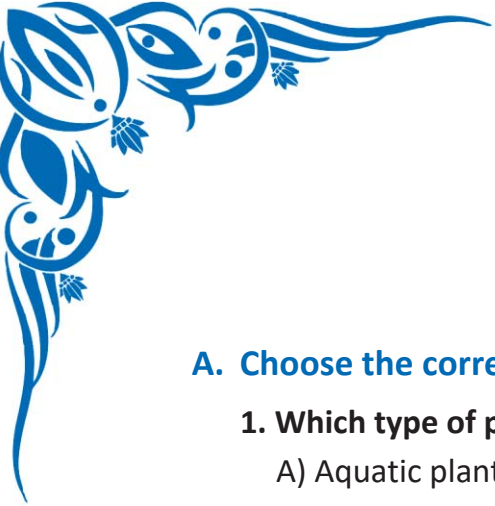 A. Choose the corre
1. Which type of p
A) Aquatic plant